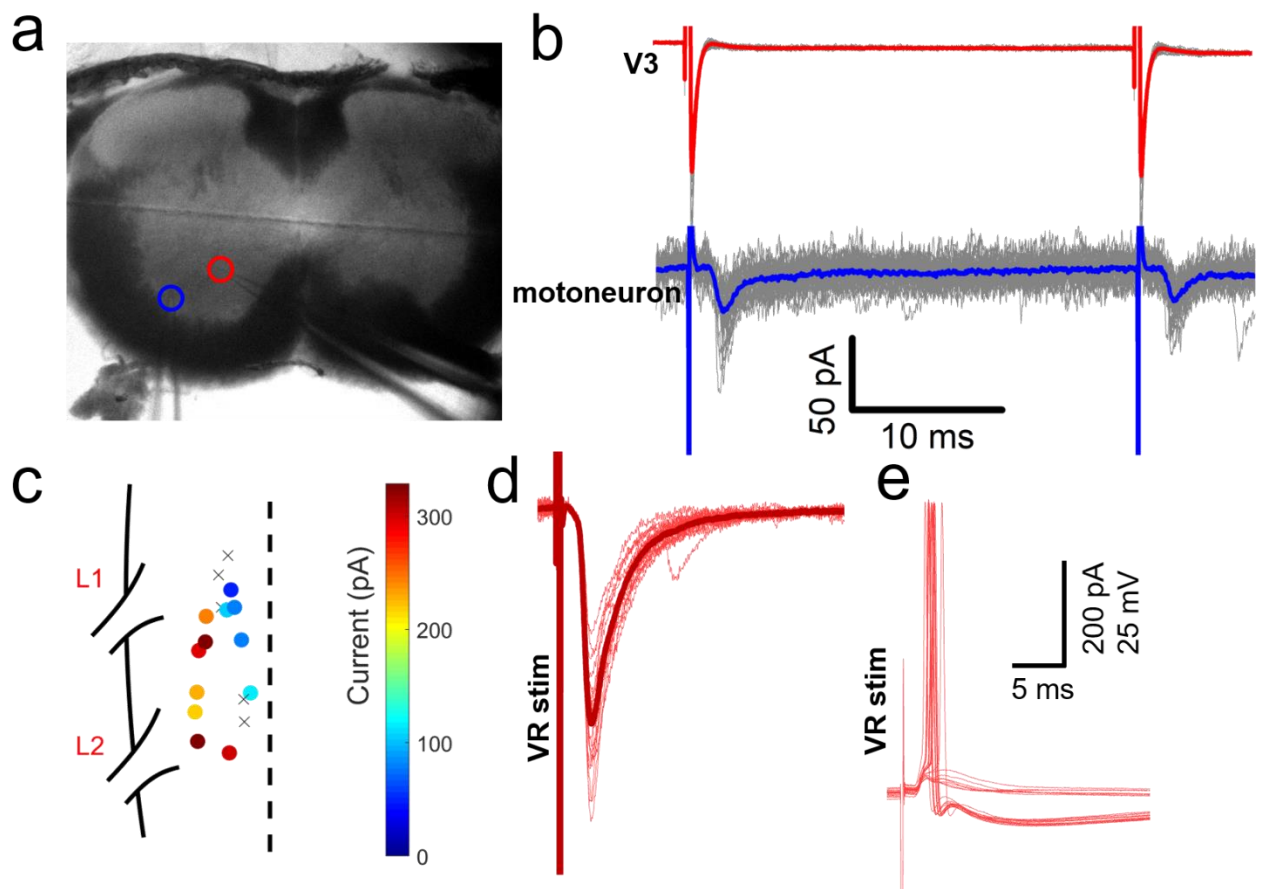 a
b
V3
motoneuron
50 pA
10 ms
c
L1
L2
Current (pA)
300
200
100
0
d
VR stim
e
VR stim
200 pA
25 mV
5 ms